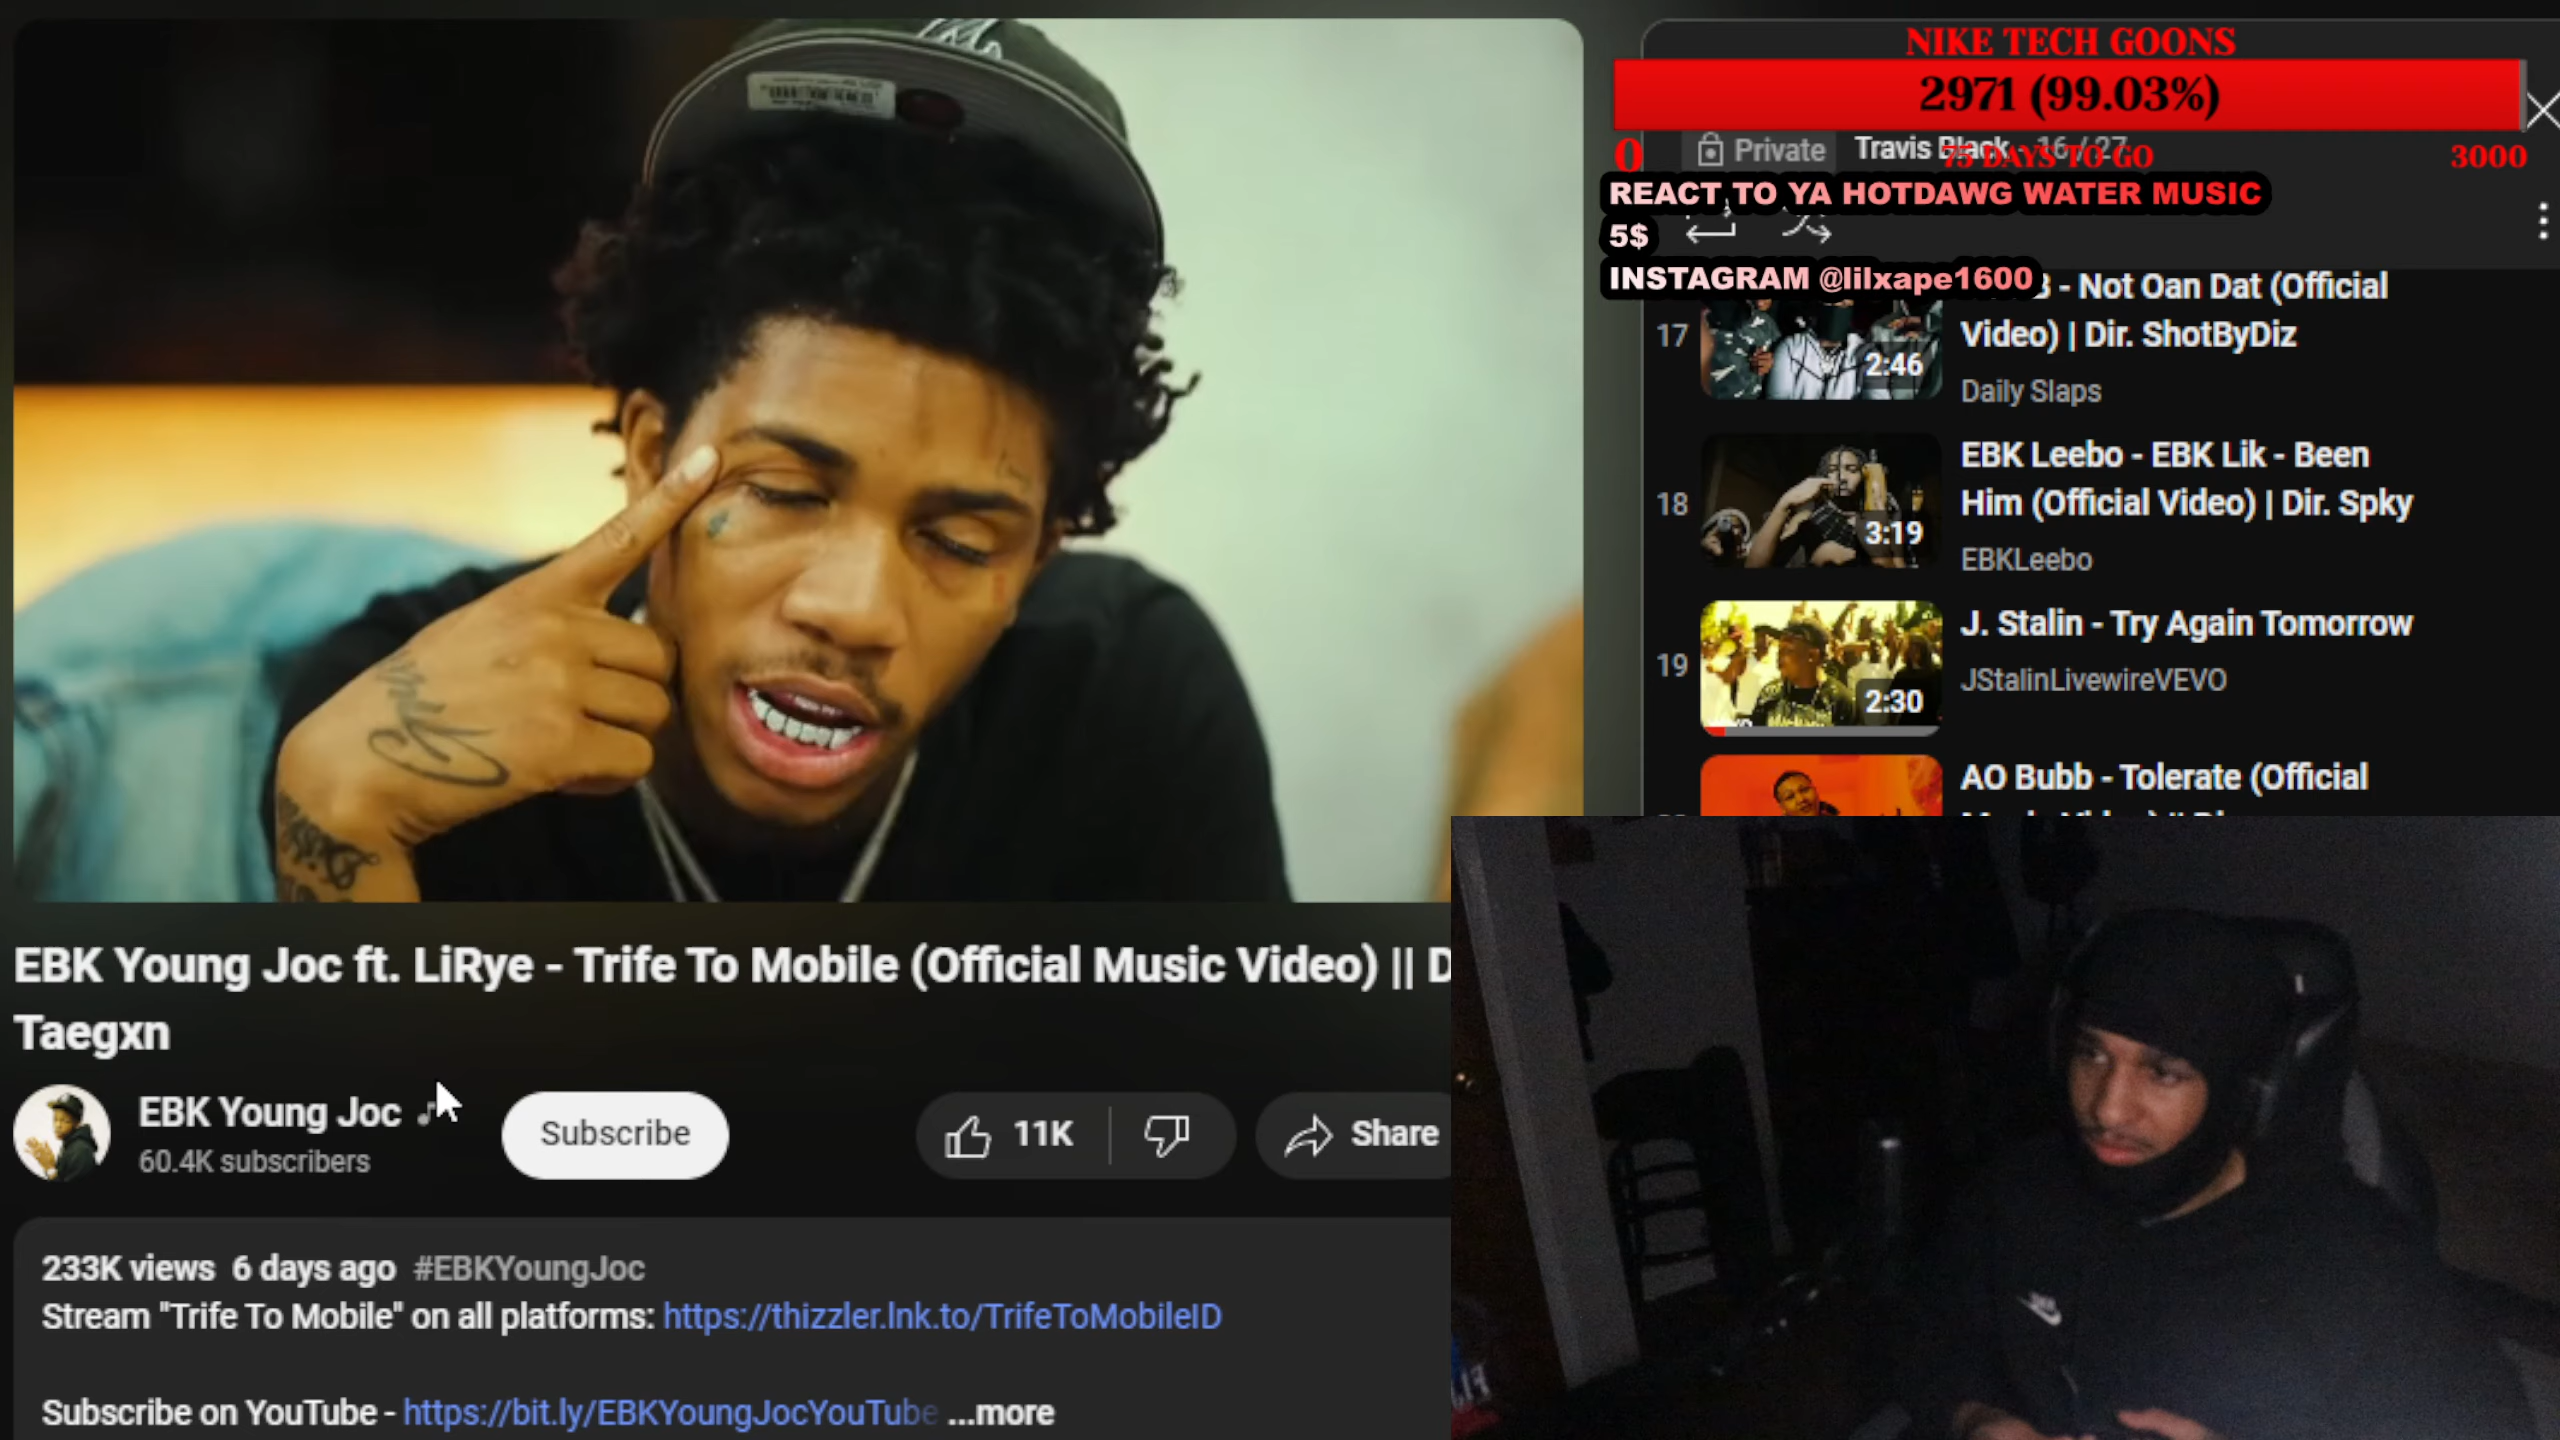 NIKE TECH GOONS
2971 (99.03%)
0
Private
Travis Black - 16 / 27
75 DAYS TO GO
3000
REACT TO YA HOTDAWG WATER MUSIC
5$
INSTAGRAM @lilxape1600
17
2:46
B - Not Oan Dat (Official
Video) | Dir. ShotByDiz
Daily Slaps
18
3:19
EBK Leebo - EBK Lik - Been
Him (Official Video) | Dir. Spky
EBKLeebo
19
2:30
J. Stalin - Try Again Tomorrow
JStalinLivewireVEVO
AO Bubb - Tolerate (Official
EBK Young Joc ft. LiRye - Trife To Mobile (Official Music Video) || D
Taegxn
EBK Young Joc
60.4K subscribers
Subscribe
11K
Share
233K views 6 days ago #EBKYoungJoc
Stream "Trife To Mobile" on all platforms: https://thizzler.lnk.to/TrifeToMobileID
Subscribe on YouTube - https://bit.ly/EBKYoungJocYouTube ...more